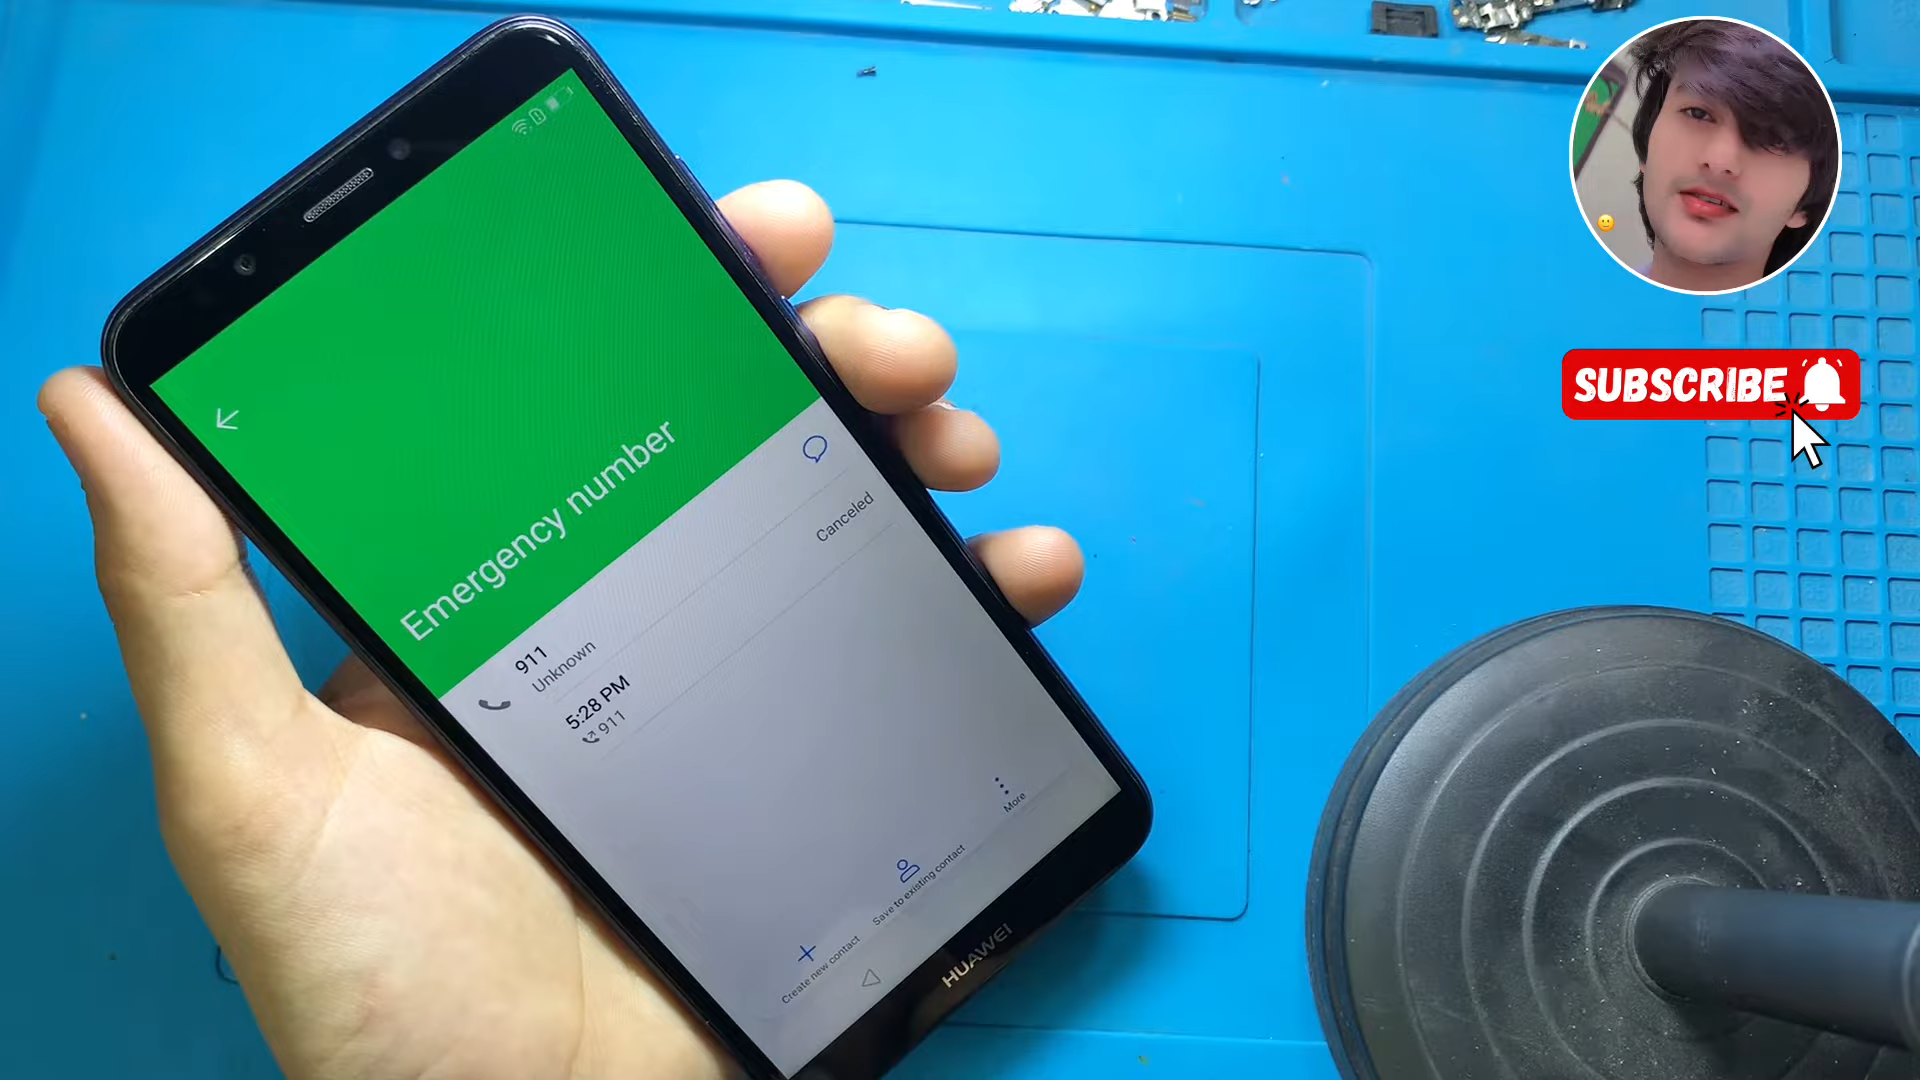 Emergency number
911
Unknown
5:28 PM
Canceled
911
More
Save to existing contact
Create new contact
HUAWEI
SUBSCRIBE